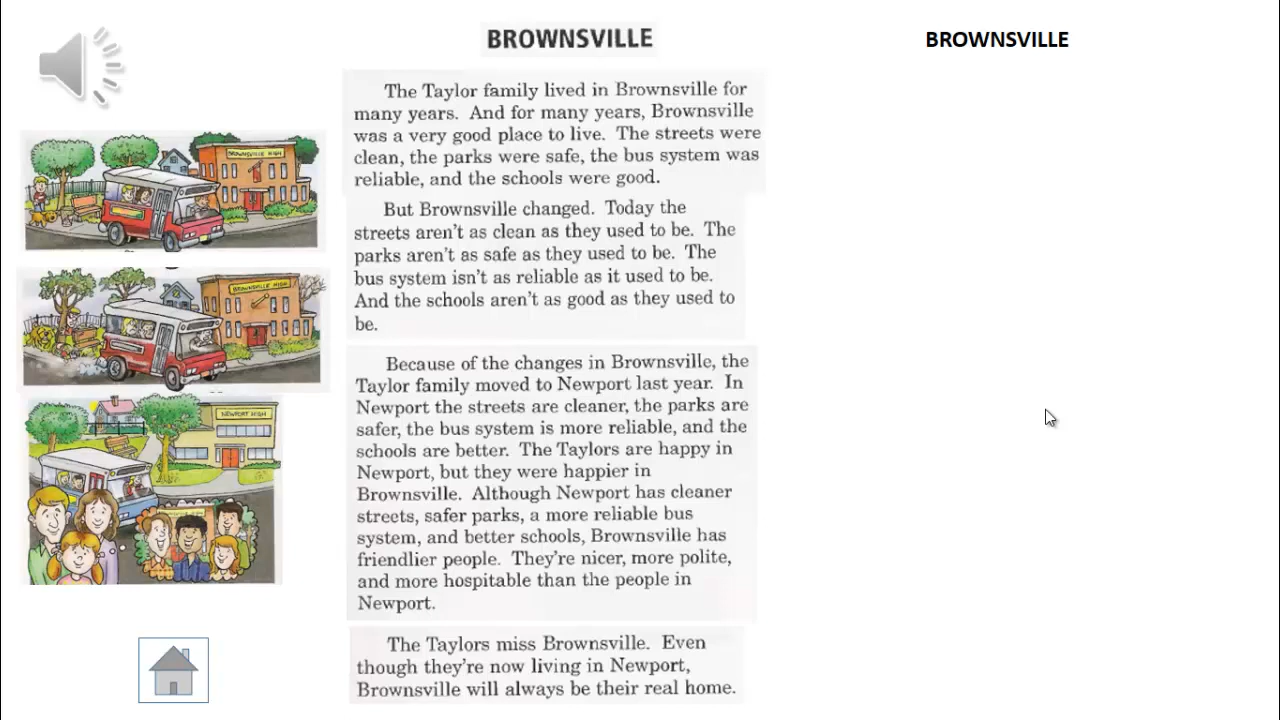 BROWNSVILLE
BROWNSVILLE
The Taylor family lived in Brownsville for
many years. And for many years, Brownsville
was a very good place to live. The streets were
clean, the parks were safe, the bus system was
reliable, and the schools were good.
But Brownsville changed. Today the
streets aren't as clean as they used to be. The
parks aren't as safe as they used to be. The
bus system isn't as reliable as it used to be.
And the schools aren't as good as they used to
be.
Because of the changes in Brownsville, the
Taylor family moved to Newport last year. In
Newport the streets are cleaner, the parks are
safer, the bus system is more reliable, and the
schools are better. The Taylors are happy in
Newport, but they were happier in
Brownsville. Although Newport has cleaner
streets, safer parks, a more reliable bus
system, and better schools, Brownsville has
friendlier people. They're nicer, more polite,
and more hospitable than the people in
Newport.
The Taylors miss Brownsville. Even
though they're now living in Newport,
Brownsville will always be their real home.
BROWNSVILLE HIGH
BROWNSVILLE HIGH
NEWPORT HIGH